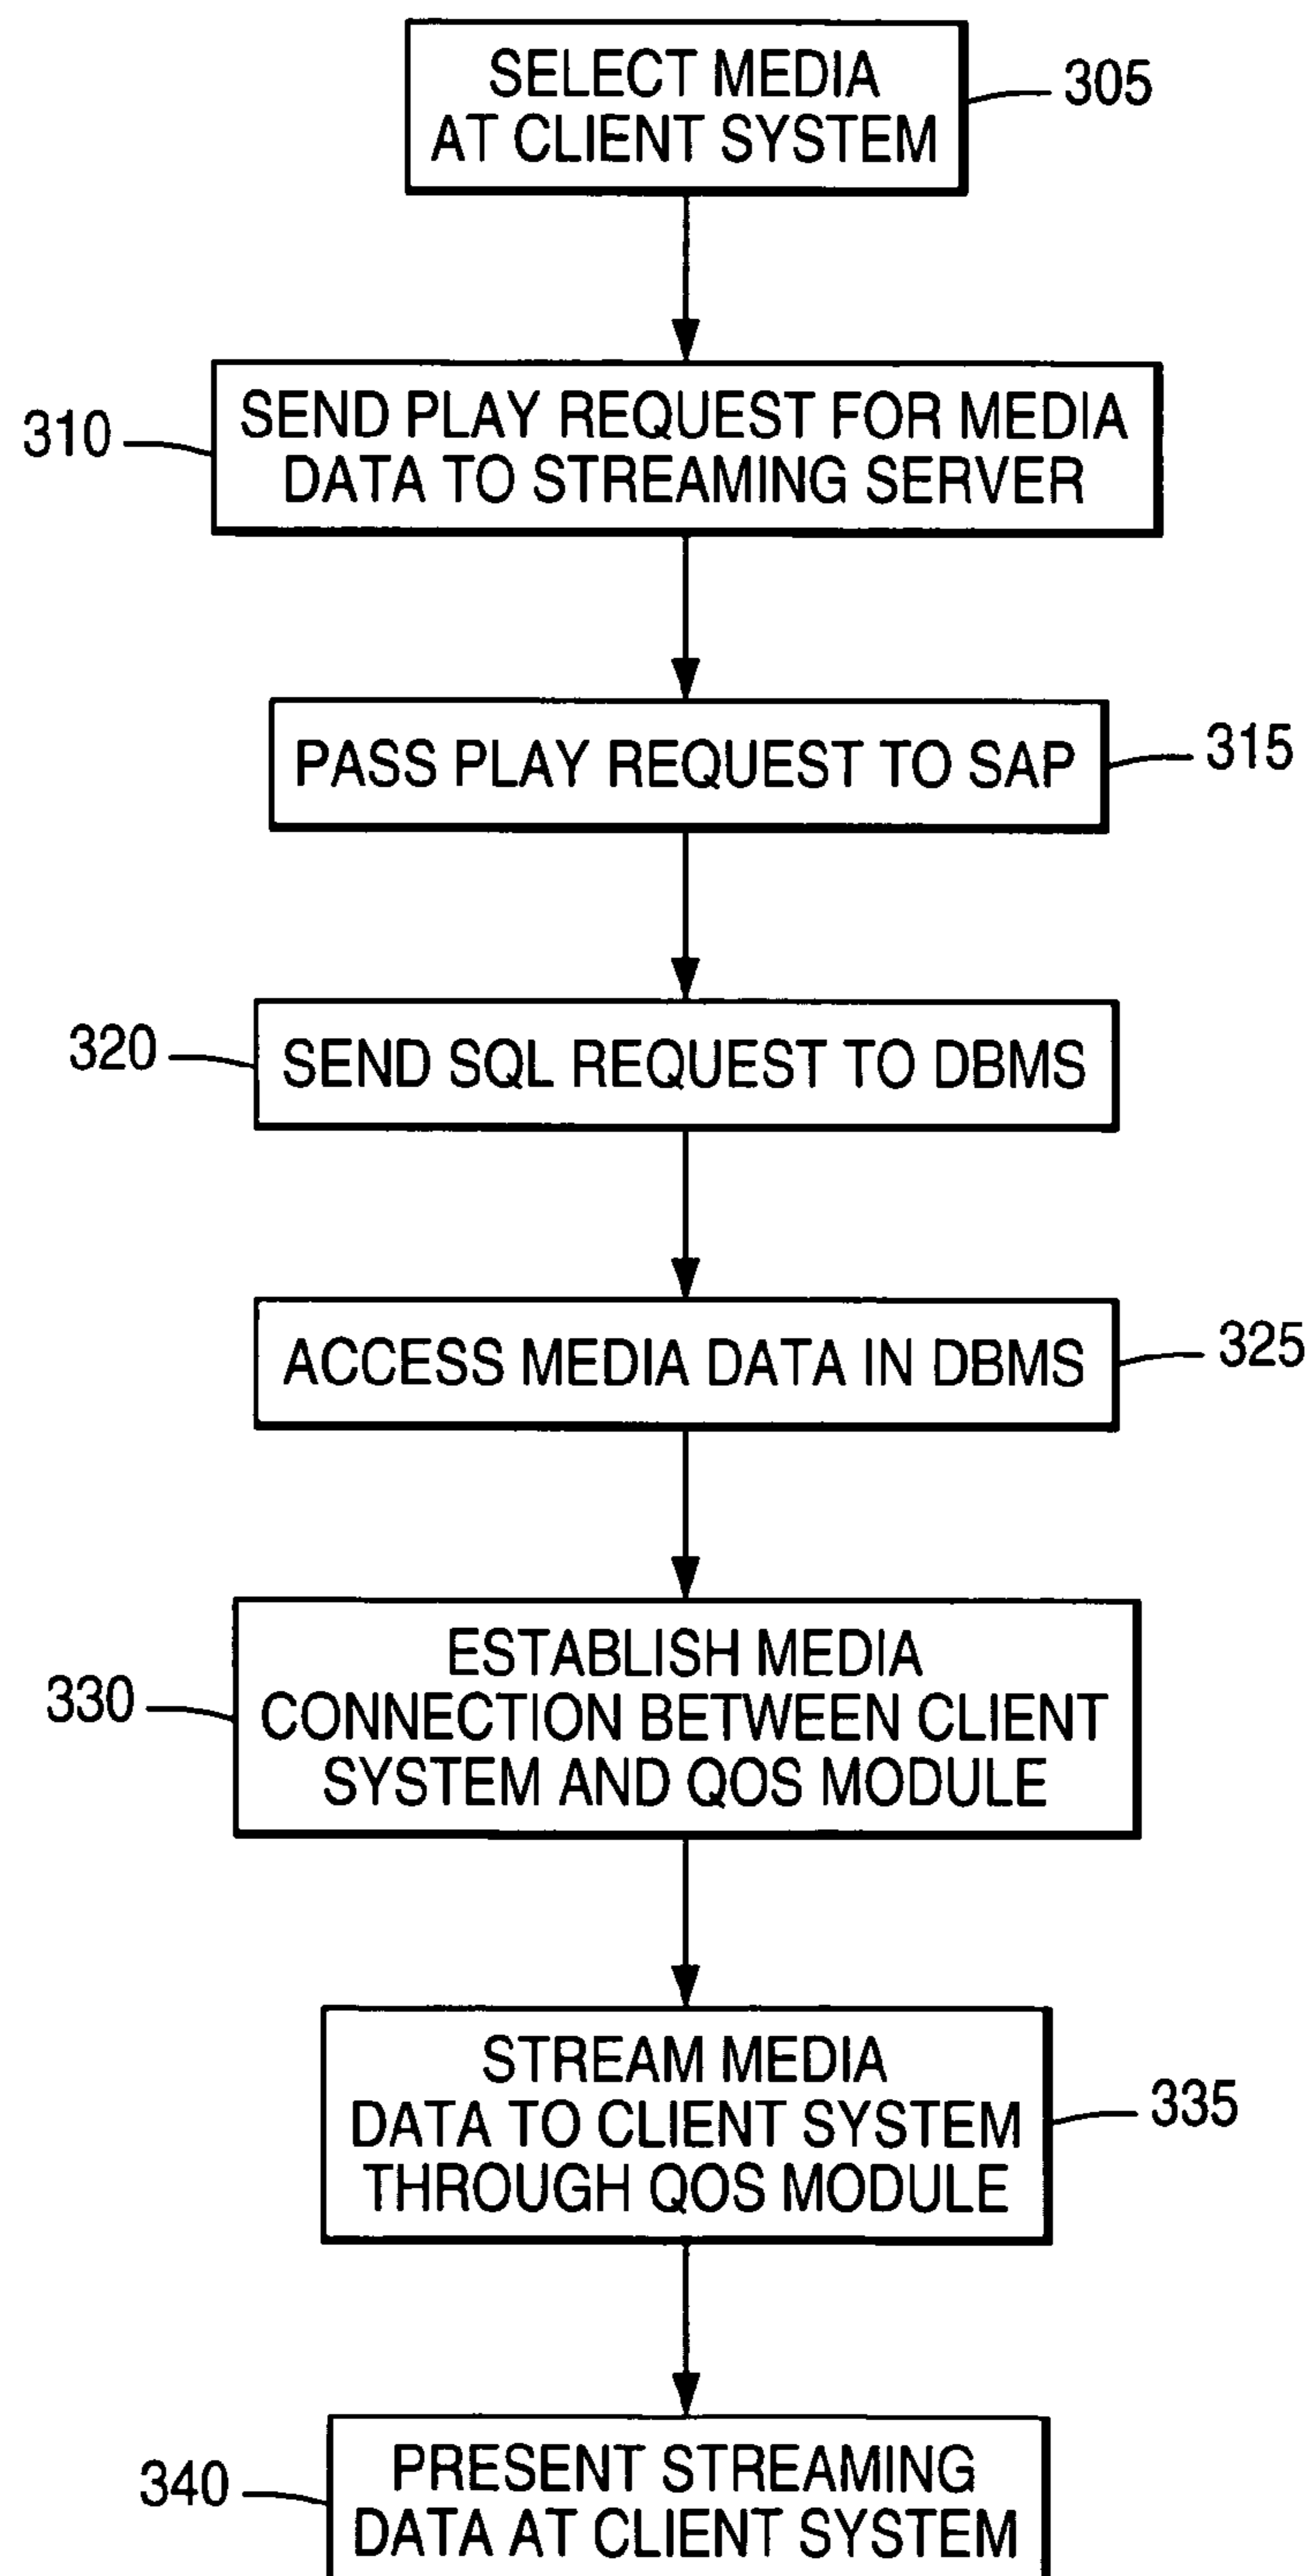 SELECT MEDIA
AT CLIENT SYSTEM
305
310
SEND PLAY REQUEST FOR MEDIA
DATA TO STREAMING SERVER
PASS PLAY REQUEST TO SAP
315
320
SEND SQL REQUEST TO DBMS
ACCESS MEDIA DATA IN DBMS
325
330
ESTABLISH MEDIA
CONNECTION BETWEEN CLIENT
SYSTEM AND QOS MODULE
STREAM MEDIA
DATA TO CLIENT SYSTEM
THROUGH QOS MODULE
335
340
PRESENT STREAMING
DATA AT CLIENT SYSTEM